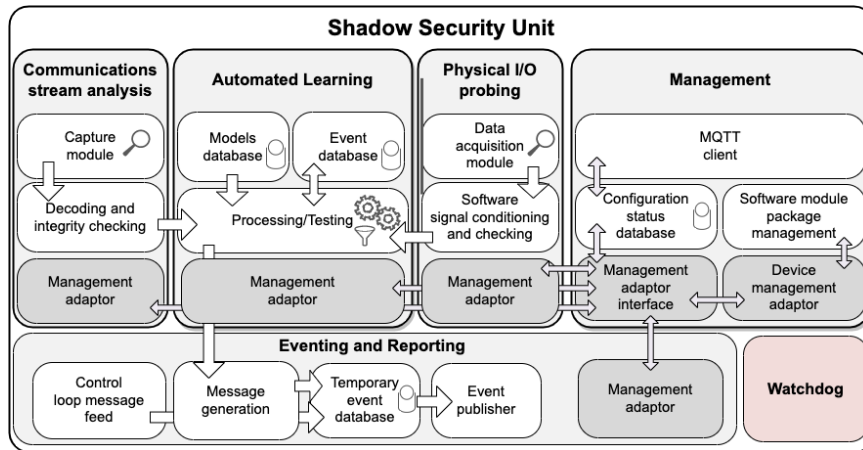 Shadow Security Unit
Communications
stream analysis
Capture
module
Decoding and
integrity checking
Management
adaptor
Automated Learning
Models
database
Event
database
Processing/Testing
Management
adaptor
Physical I/O
probing
Data
acquisition
module
Software
signal conditioning
and checking
Management
adaptor
Management
MQTT
client
Configuration
status
database
Software module
package
management
Management
adaptor
interface
Device
management
adaptor
Eventing and Reporting
Control
loop message
feed
Message
generation
Temporary
event
database
Event
publisher
Management
adaptor
Watchdog